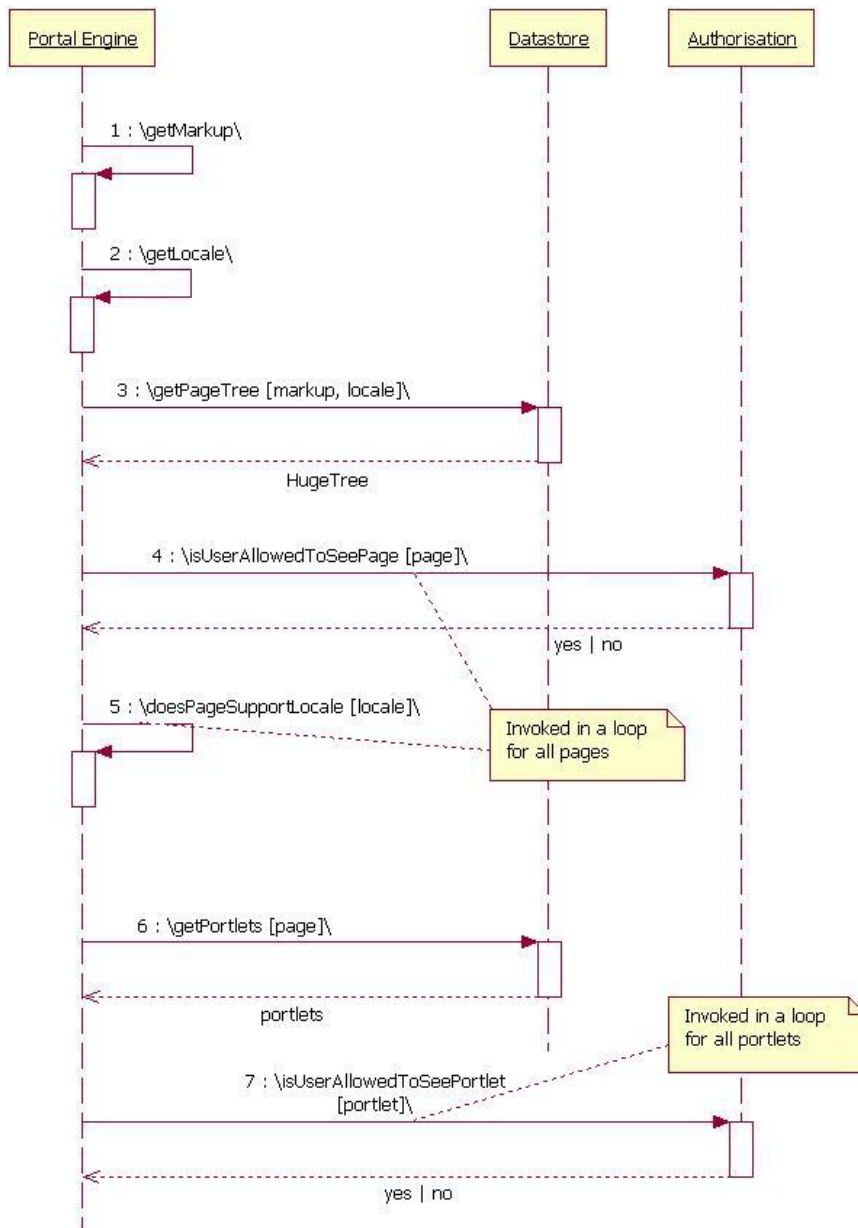 Portal Engine
Datastore
Authorisation
1 : \getMarkup\
2 : \getLocale\
3 : \getPageTree [markup, locale]\
HugeTree
4 : \isUserAllowedToSeePage [page]\
yes | no
5 : \doesPageSupportLocale [locale]\
Invoked in a loop
for all pages
6 : \getPortlets [page]\
portlets
Invoked in a loop
for all portlets
7 : \isUserAllowedToSeePortlet
[portlet]\
yes | no